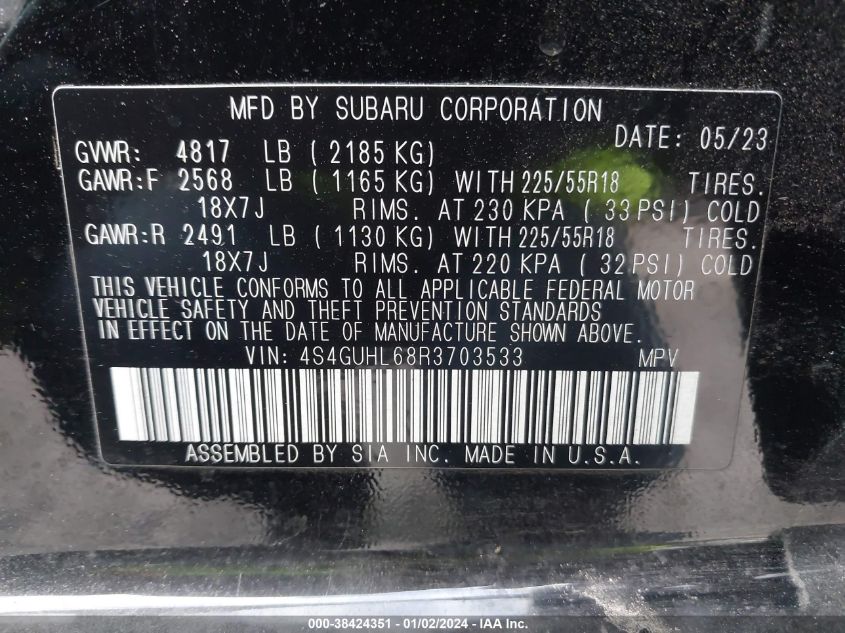 MFD BY SUBARU CORPORATION
DATE: 05/23
GVWR: 4817 LB ( 2185 KG)
GAWR:F 2568 LB ( 1165 KG) WITH 225/55R18 TIRES.
18X7J RIMS. AT 230 KPA ( 33 PSI) COLD
GAWR:R 2491 LB ( 1130 KG) WITH 225/55R18 TIRES.
18X7J RIMS. AT 220 KPA ( 32 PSI) COLD
THIS VEHICLE CONFORMS TO ALL APPLICABLE FEDERAL MOTOR
VEHICLE SAFETY AND THEFT PREVENTION STANDARDS
IN EFFECT ON THE DATE OF MANUFACTURE SHOWN ABOVE.
VIN: 4S4GUHL68R3703533 MPV
ASSEMBLED BY SIA INC. MADE IN U.S.A.
000-38424351 - 01/02/2024 - IAA Inc.